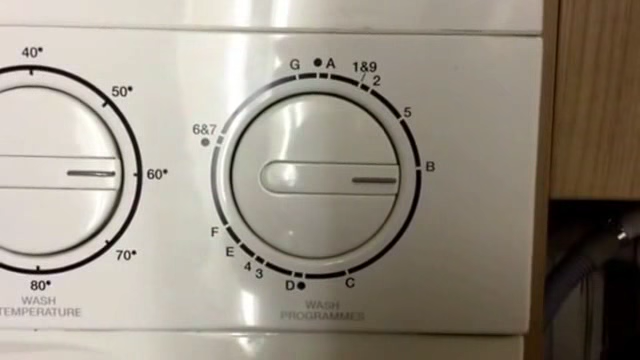 40°
50°
60°
70°
80°
WASH
TEMPERATURE
G
A
1&9
2
5
B
C
D
3
4
E
F
6&7
WASH
PROGRAMMES